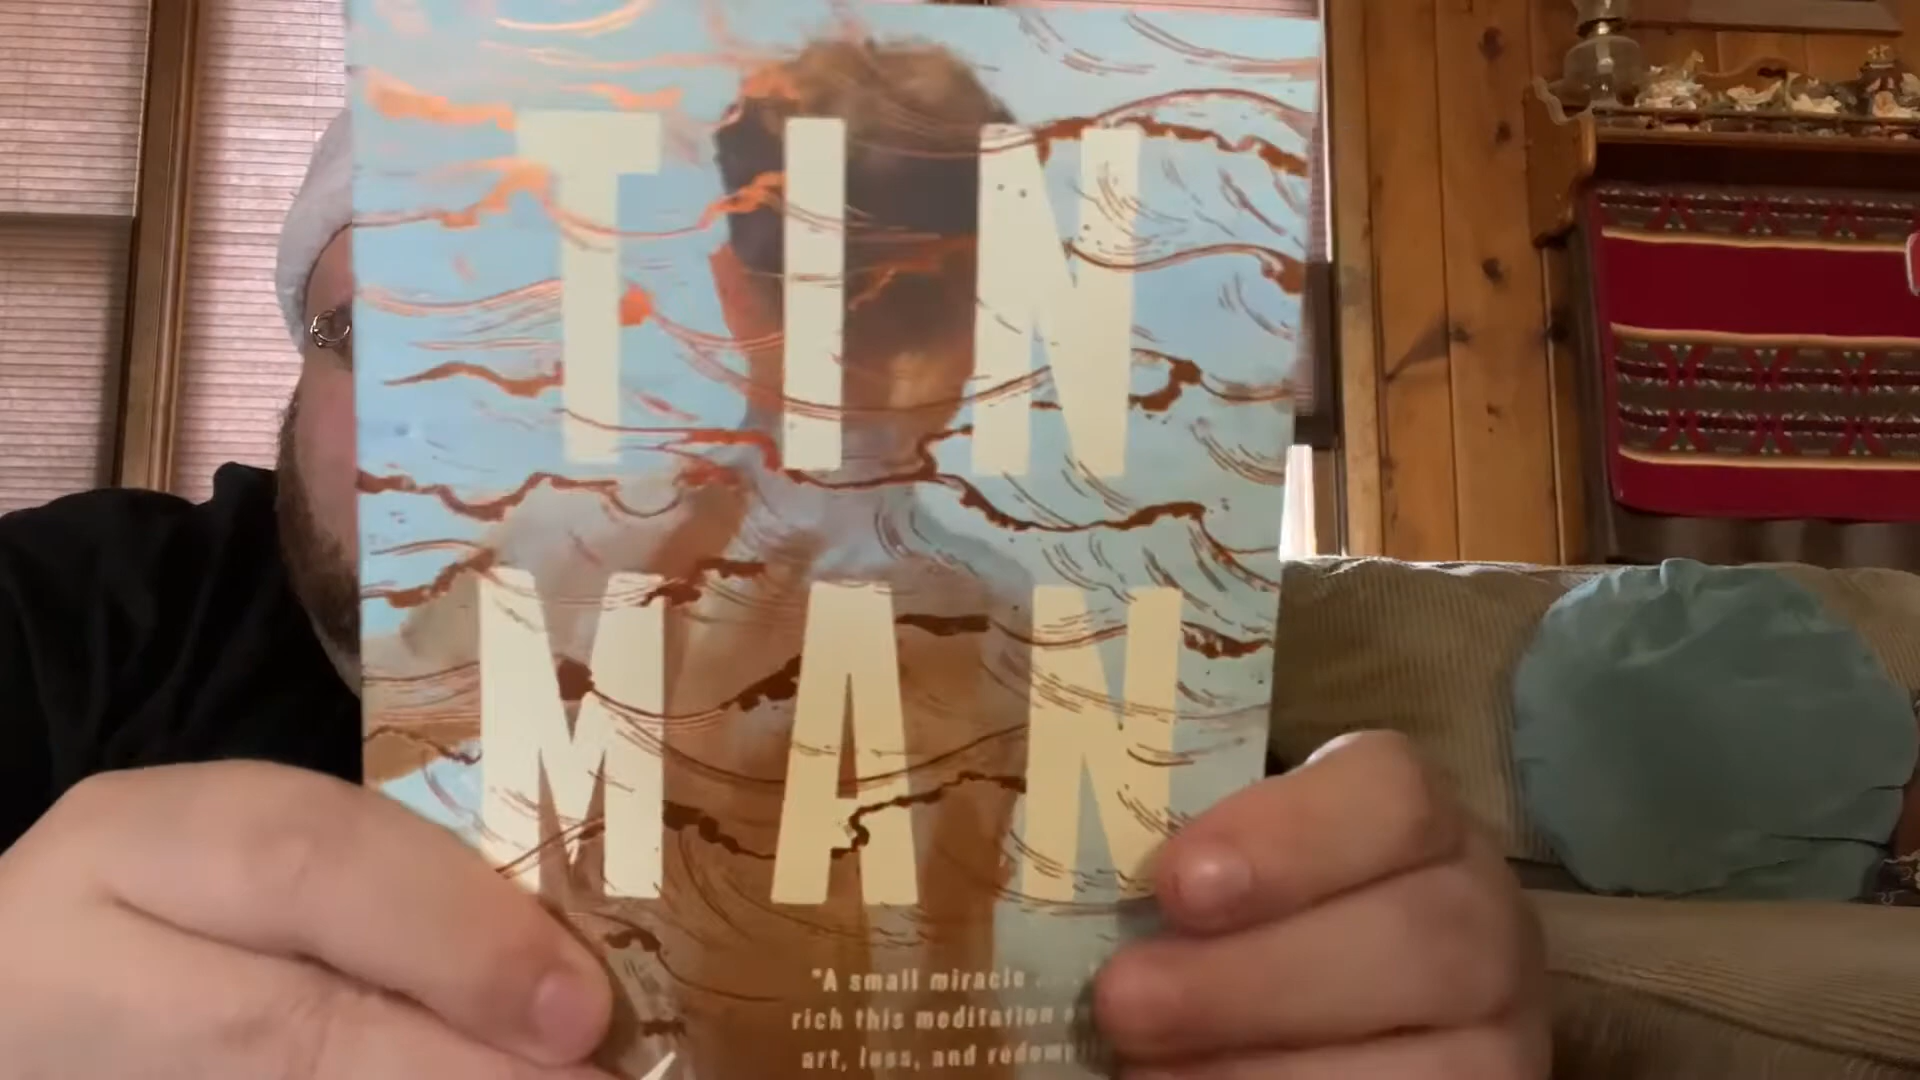 TIN
MAN
"A small miracle . . .
rich this meditation
art, loss, and